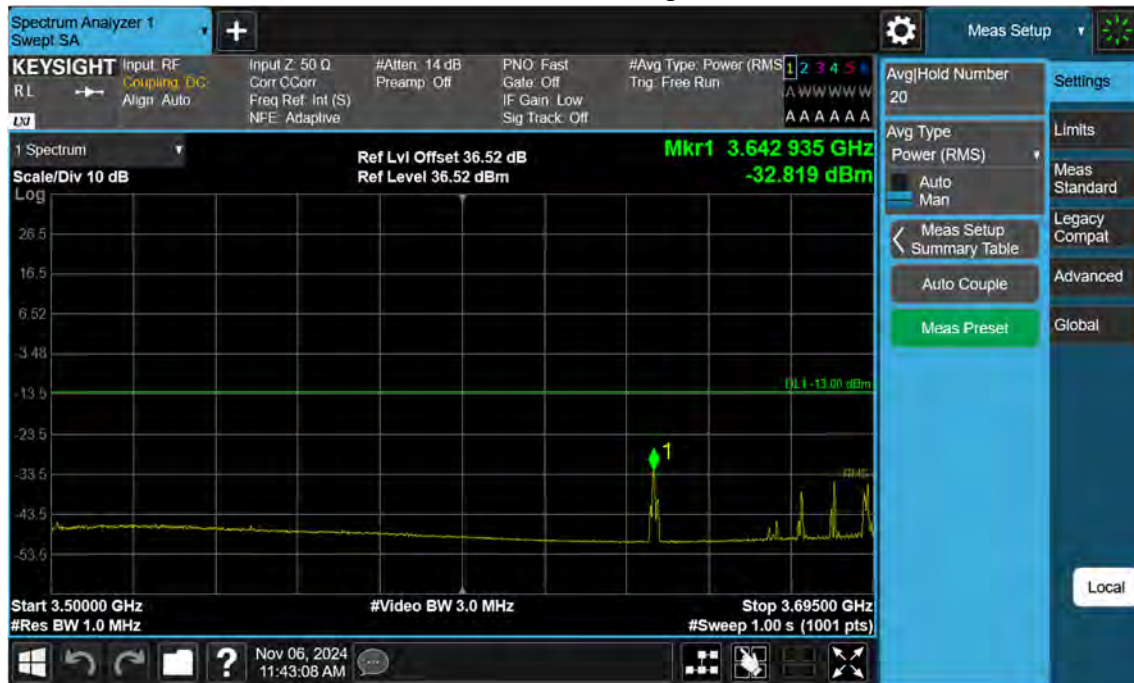 Spectrum Analyzer 1
Swept SA
+
Meas Setup
KEYSIGHT
RL
LXI
Input: RF
Coupling: DC
Align: Auto
Input Z: 50 Ω
Corr CCorr
Freq Ref: Int (S)
NFE: Adaptive
#Atten: 14 dB
Preamp: Off
PNO: Fast
Gate: Off
IF Gain: Low
Sig Track: Off
#Avg Type: Power (RMS
Trig: Free Run
1 2 3 4 5 6
A W W W W W
A A A A A A
1 Spectrum
Scale/Div 10 dB
Log
Ref Lvl Offset 36.52 dB
Ref Level 36.52 dBm
Mkr1 3.642 935 GHz
-32.819 dBm
26.5
16.5
6.52
-3.48
-13.5
-23.5
-33.5
-43.5
-53.5
DL1 -13.00 dBm
1
RMS
Start 3.50000 GHz
#Res BW 1.0 MHz
#Video BW 3.0 MHz
Stop 3.69500 GHz
#Sweep 1.00 s (1001 pts)
Avg|Hold Number
20
Avg Type
Power (RMS)
Auto
Man
Meas Setup
Summary Table
Auto Couple
Meas Preset
Settings
Limits
Meas
Standard
Legacy
Compat
Advanced
Global
Local
?
Nov 06, 2024
11:43:08 AM